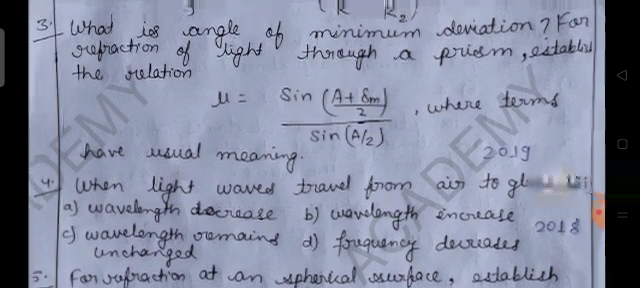 3. What is angle of minimum deviation? For
refraction of light through a prism, establish
the relation
μ = Sin (A + δm)/2 / Sin (A/2) , where terms
have usual meaning. 2019
4. When light waves travel from air to
a) wavelength decrease b) wavelength increase
c) wavelength remains unchanged d) frequency decreases 2018
5. For refraction at an spherical surface, establish
ACADEMY
ACADEMY